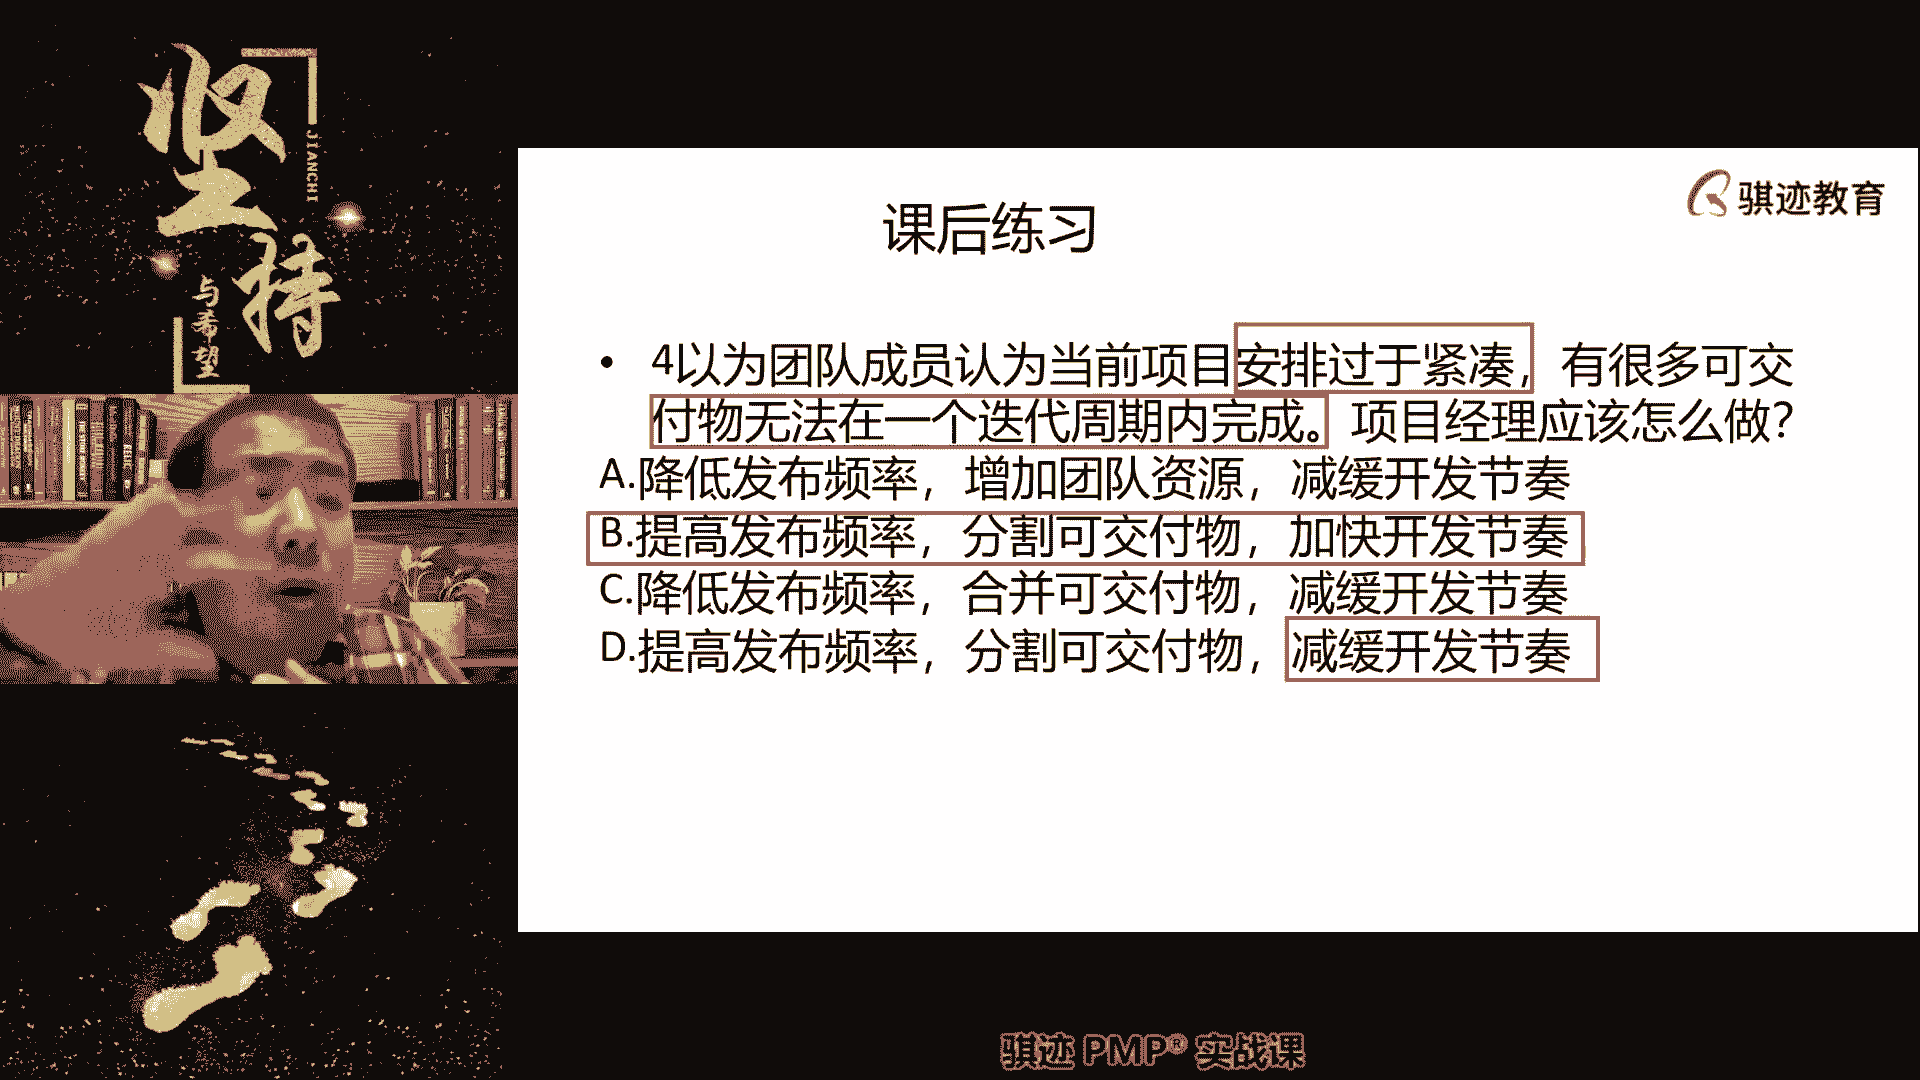 坚持
JIANCHI
与希望
骐迹教育
课后练习
• 4以为团队成员认为当前项目安排过于紧凑，有很多可交
付物无法在一个迭代周期内完成。项目经理应该怎么做?
A.降低发布频率，增加团队资源，减缓开发节奏
B.提高发布频率，分割可交付物，加快开发节奏
C.降低发布频率，合并可交付物，减缓开发节奏
D.提高发布频率，分割可交付物，减缓开发节奏
骐迹 PMP® 实战课